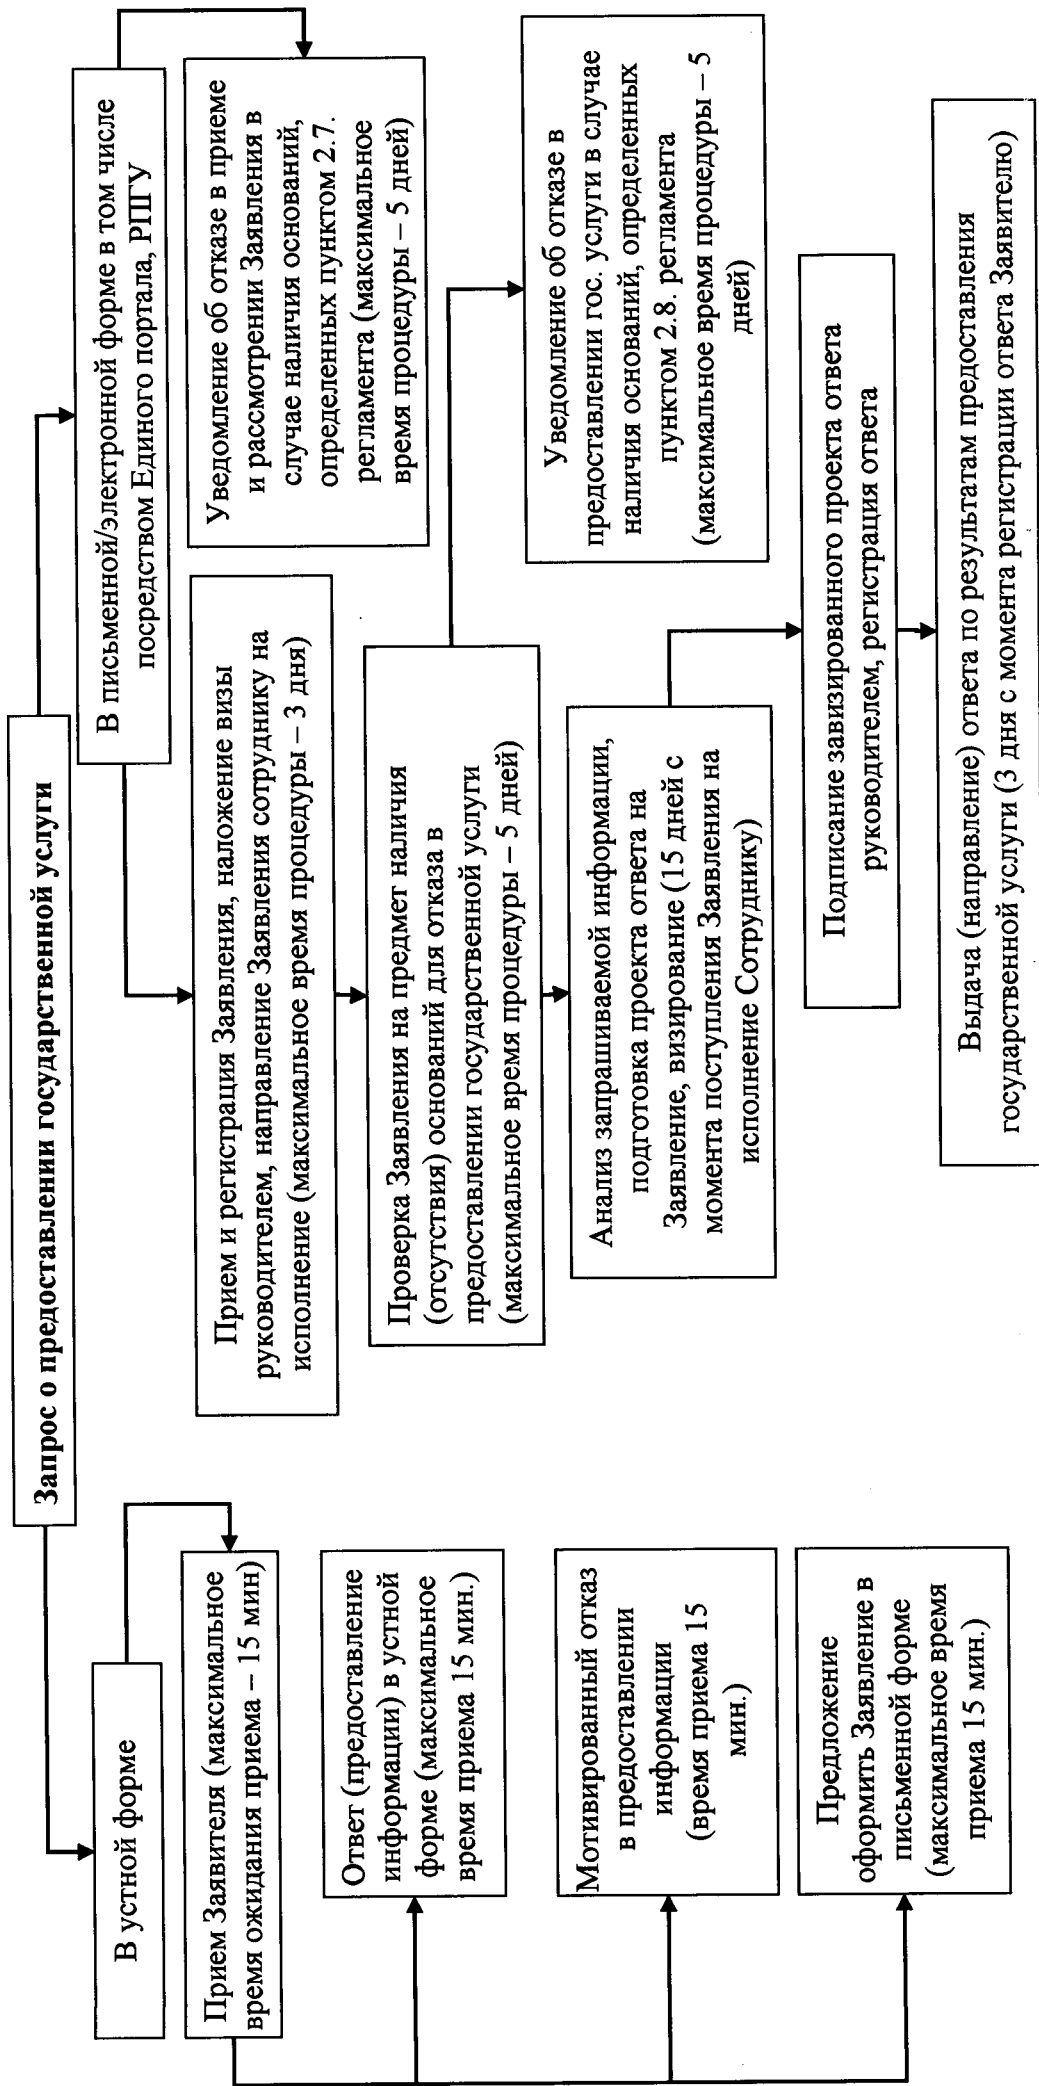 Запрос о предоставлении государственной услуги
В устной форме
Прием Заявителя (максимальное
время ожидания приема – 15 мин)
Ответ (предоставление
информации) в устной
форме (максимальное
время приема 15 мин.)
Мотивированный отказ
в предоставлении
информации
(время приема 15
мин.)
Предложение
оформить Заявление в
письменной форме
(максимальное время
приема 15 мин.)
В письменной/электронной форме в том числе
посредством Единого портала, РПГУ
Прием и регистрация Заявления, наложение визы
руководителем, направление Заявления сотруднику на
исполнение (максимальное время процедуры – 3 дня)
Уведомление об отказе в приеме
и рассмотрении Заявления в
случае наличия оснований,
определенных пунктом 2.7.
регламента (максимальное
время процедуры – 5 дней)
Проверка Заявления на предмет наличия
(отсутствия) оснований для отказа в
предоставлении государственной услуги
(максимальное время процедуры – 5 дней)
Уведомление об отказе в
предоставлении гос. услуги в случае
наличия оснований, определенных
пунктом 2.8. регламента
(максимальное время процедуры – 5
дней)
Анализ запрашиваемой информации,
подготовка проекта ответа на
Заявление, визирование (15 дней с
момента поступления Заявления на
исполнение Сотруднику)
Подписание завизированного проекта ответа
руководителем, регистрация ответа
Выдача (направление) ответа по результатам предоставления
государственной услуги (3 дня с момента регистрации ответа Заявителю)